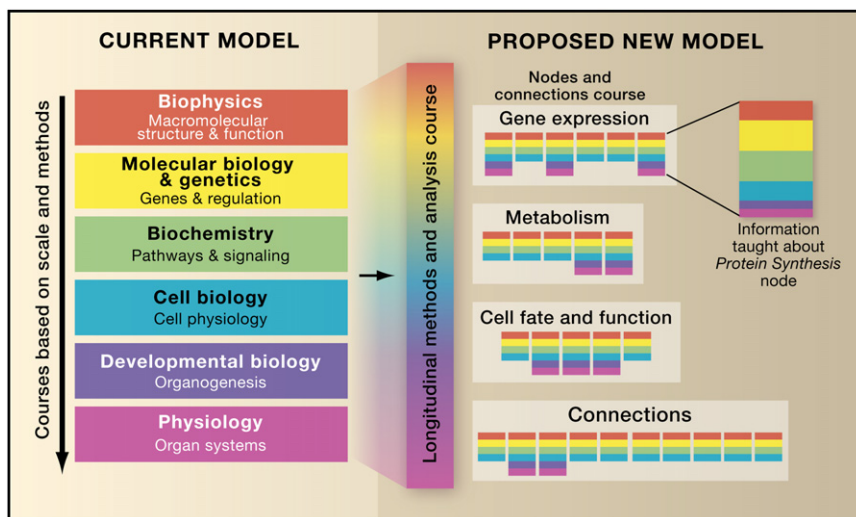 CURRENT MODEL
Courses based on scale and methods
Biophysics
Macromolecular
structure & function
Molecular biology
& genetics
Genes & regulation
Biochemistry
Pathways & signaling
Cell biology
Cell physiology
Developmental biology
Organogenesis
Physiology
Organ systems
Longitudinal methods and analysis course
PROPOSED NEW MODEL
Nodes and
connections course
Gene expression
Metabolism
Cell fate and function
Connections
Information
taught about
Protein Synthesis
node